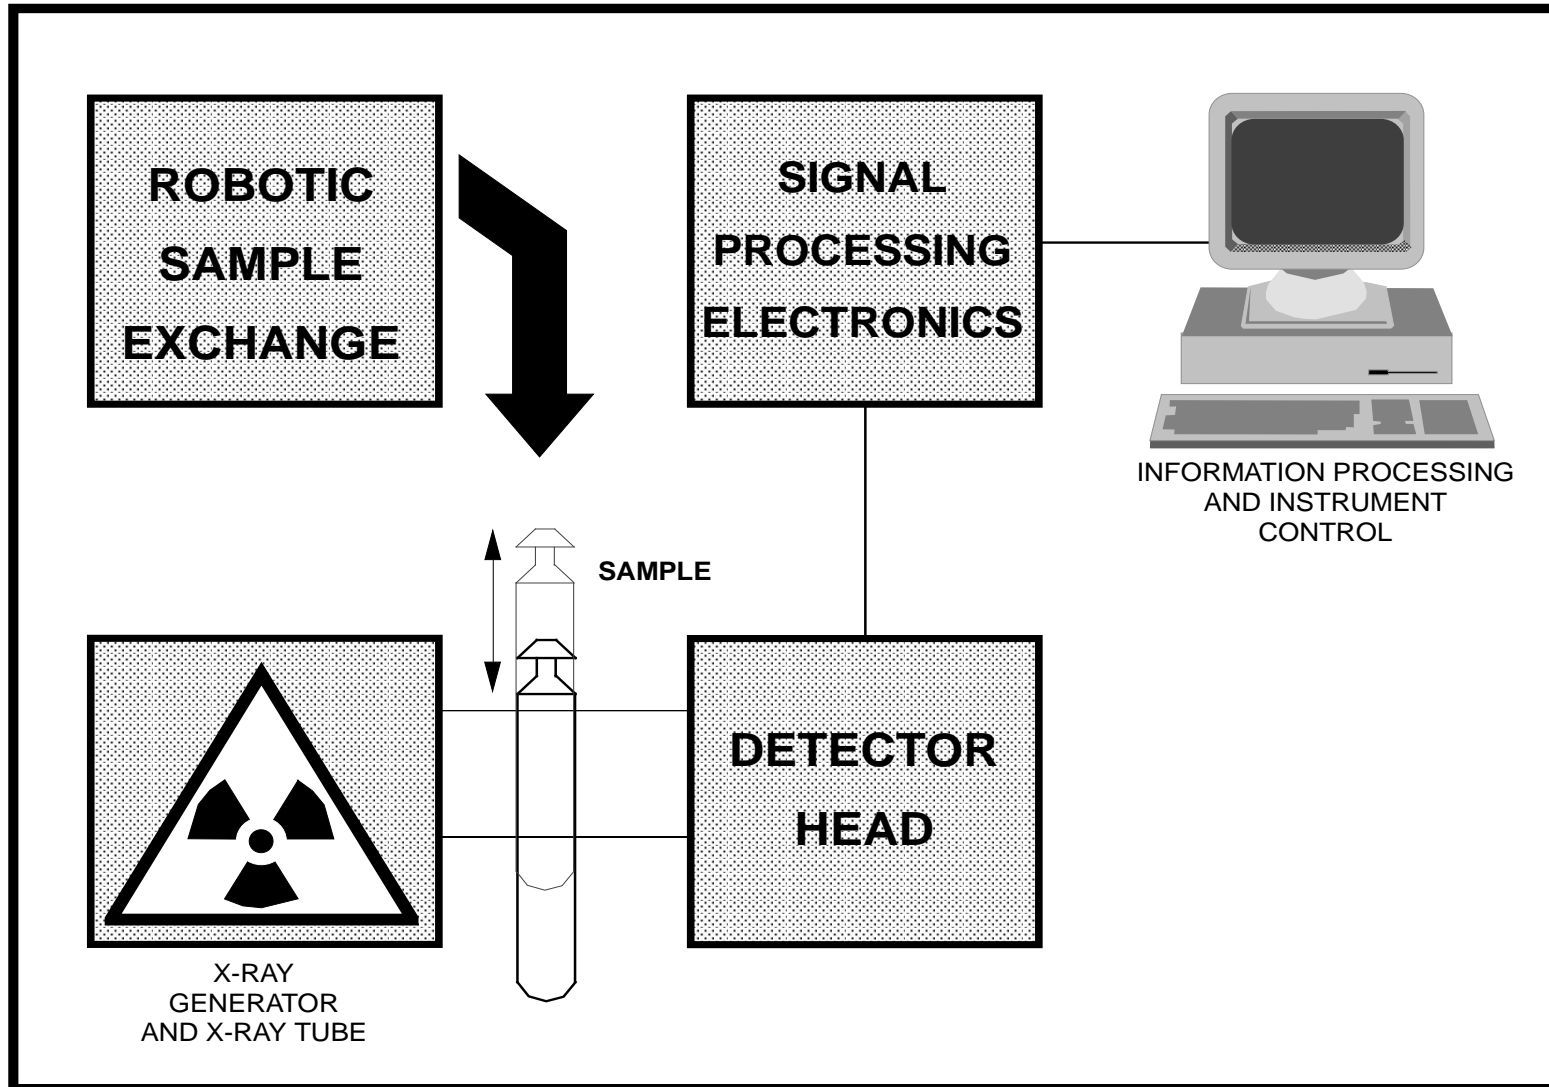 ROBOTIC
SAMPLE
EXCHANGE
SIGNAL
PROCESSING
ELECTRONICS
INFORMATION PROCESSING
AND INSTRUMENT
CONTROL
SAMPLE
DETECTOR
HEAD
X-RAY
GENERATOR
AND X-RAY TUBE